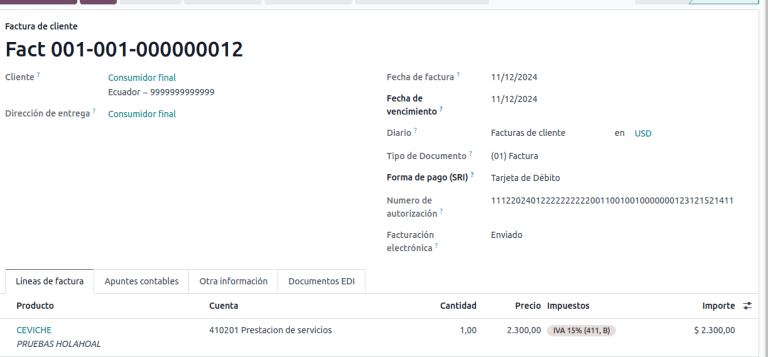 Factura de cliente
Fact 001-001-000000012
Cliente ? Consumidor final
Ecuador – 9999999999999
Dirección de entrega ? Consumidor final
Fecha de factura ? 11/12/2024
Fecha de vencimiento ? 11/12/2024
Diario ? Facturas de cliente en USD
Tipo de Documento ? (01) Factura
Forma de pago (SRI) ? Tarjeta de Débito
Numero de autorización ? 1112202401222222222200110010010000000123121521411
Facturación electrónica ? Enviado
Líneas de factura Apuntes contables Otra información Documentos EDI
Producto Cuenta Cantidad Precio Impuestos Importe
CEVICHE 410201 Prestacion de servicios 1,00 2.300,00 IVA 15% (411, B) $ 2.300,00
PRUEBAS HOLAHOAL